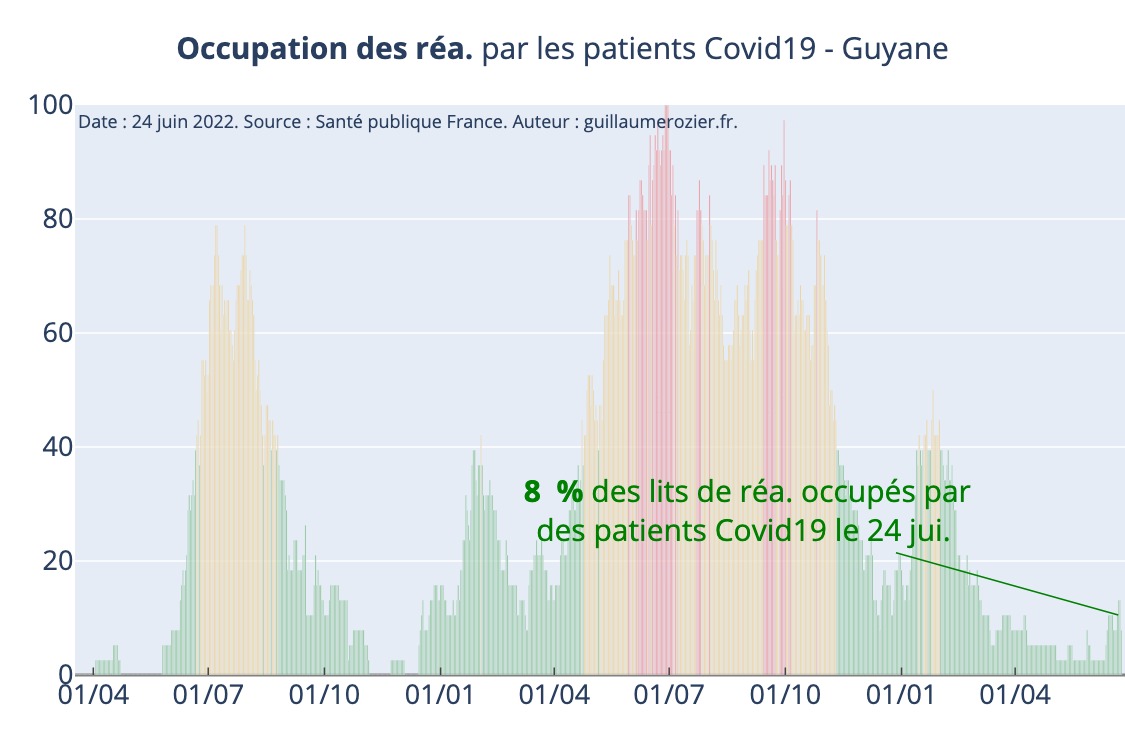 Occupation des réa. par les patients Covid19 - Guyane
100
Date : 24 juin 2022. Source : Santé publique France. Auteur : guillaumerozier.fr.
80
60
40
8 % des lits de réa. occupés par
des patients Covid19 le 24 jui.
20
0
01/04 01/07 01/10 01/01 01/04 01/07 01/10 01/01 01/04